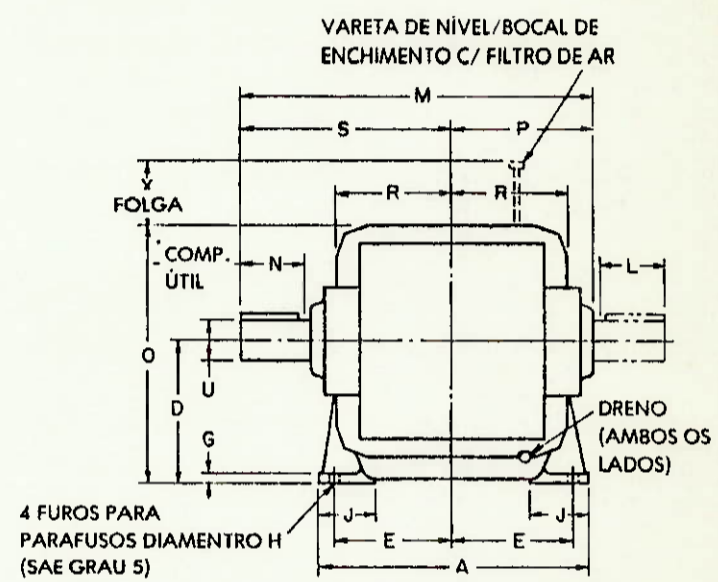 VARETA DE NÍVEL/BOCAL DE
ENCHIMENTO C/ FILTRO DE AR
M
S
P
X
FOLGA
R
R
COMP.
ÚTIL
N
L
O
U
D
G
DRENO
(AMBOS OS
LADOS)
4 FUROS PARA
PARAFUSOS DIAMENTRO H
(SAE GRAU 5)
J
J
E
E
A